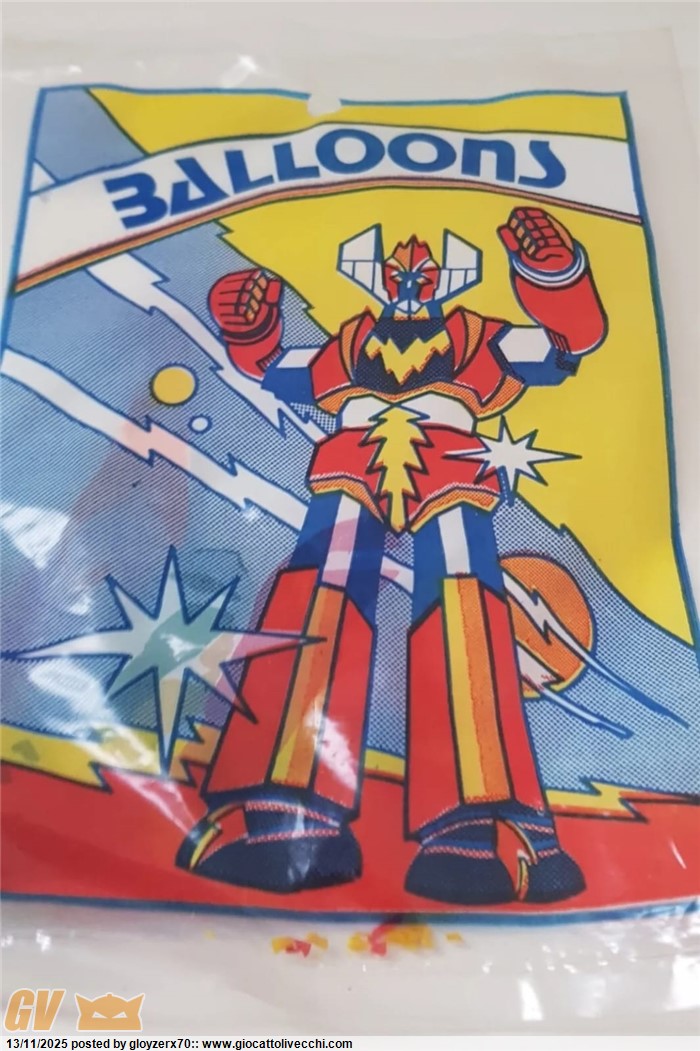 BALLOONS
GV
13/11/2025 posted by gloyzerx70:: www.giocattolivecchi.com